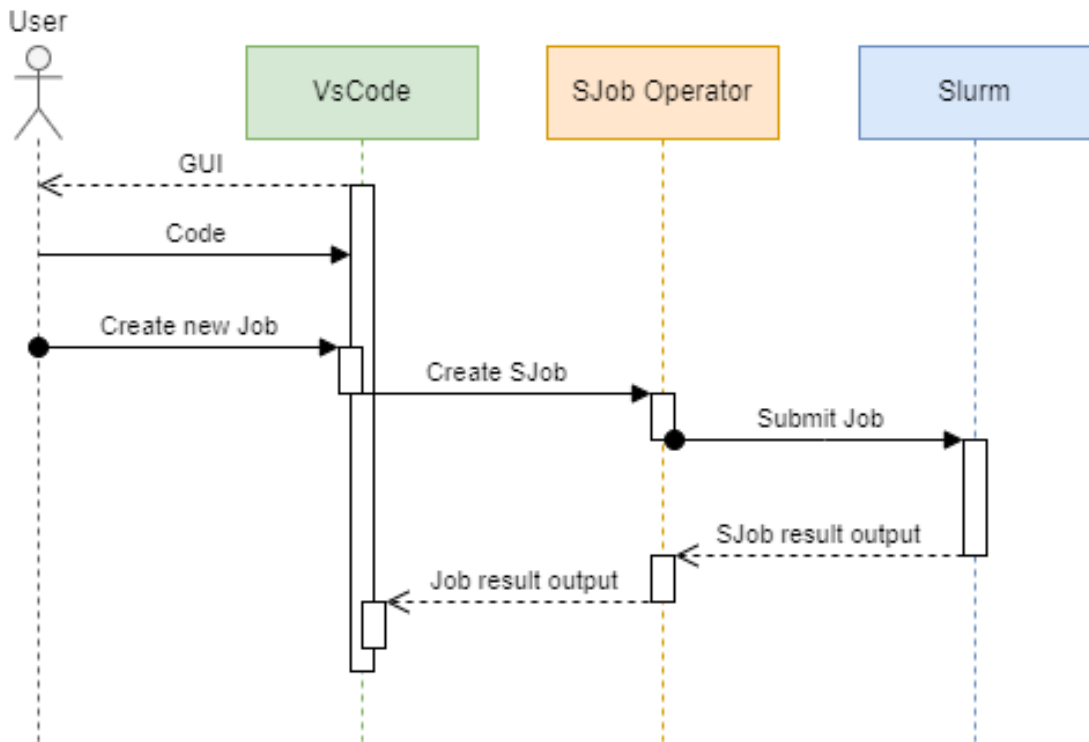 User
VsCode
SJob Operator
Slurm
GUI
Code
Create new Job
Create SJob
Submit Job
SJob result output
Job result output